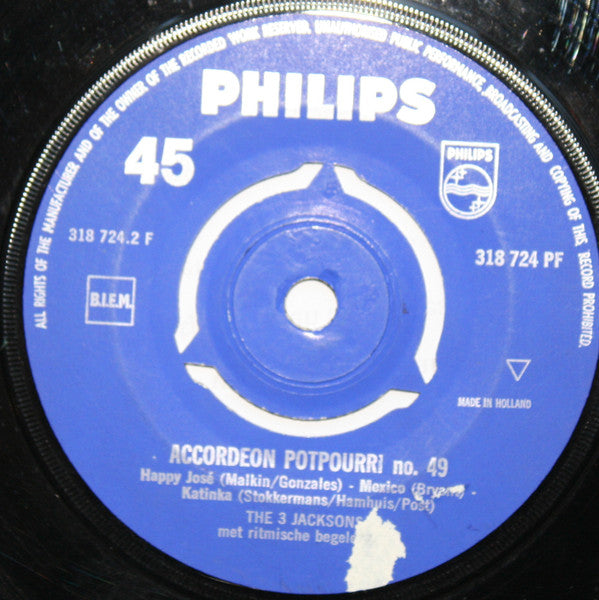 ALL RIGHTS OF THE MANUFACTURER AND OF THE OWNER OF THE RECORDED WORK RESERVED. UNAUTHORISED PUBLIC PERFORMANCE, BROADCASTING AND COPYING OF THIS RECORD PROHIBITED.
PHILIPS
45
PHILIPS
318 724.2 F
318 724 PF
B.I.E.M.
MADE IN HOLLAND
ACCORDEON POTPOURRI no. 49
Happy José (Malkin/Gonzales) - Mexico
Katinka (Stokkermans/Hamhuis/Post)
THE 3 JACKSONS
met ritmische